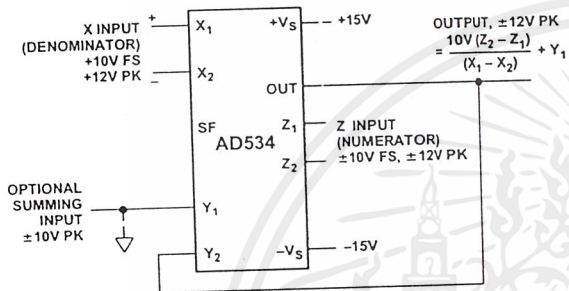 X INPUT
(DENOMINATOR)
+10V FS
+12V PK
+
–
X1
X2
SF
AD534
Y1
Y2
+VS
OUT
Z1
Z2
–VS
+15V
OUTPUT, ±12V PK
= 10V (Z2 – Z1) / (X1 – X2) + Y1
Z INPUT
(NUMERATOR)
±10V FS, ±12V PK
OPTIONAL
SUMMING
INPUT
±10V PK
–15V